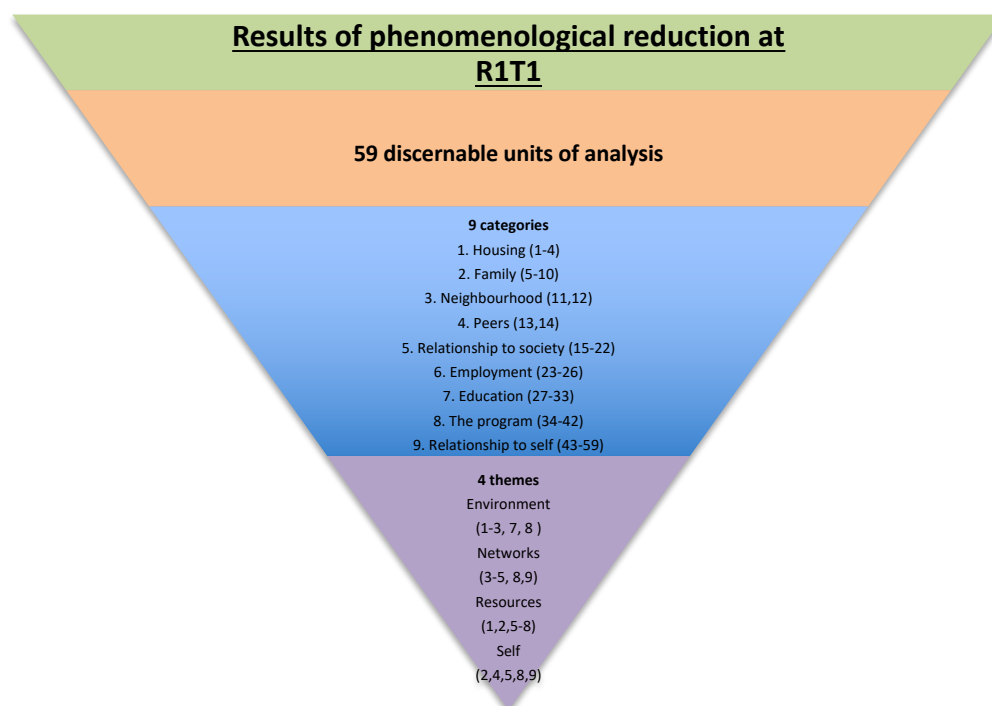 Results of phenomenological reduction at
R1T1
59 discernable units of analysis
9 categories
1. Housing (1-4)
2. Family (5-10)
3. Neighbourhood (11,12)
4. Peers (13,14)
5. Relationship to society (15-22)
6. Employment (23-26)
7. Education (27-33)
8. The program (34-42)
9. Relationship to self (43-59)
4 themes
Environment
(1-3, 7, 8 )
Networks
(3-5, 8,9)
Resources
(1,2,5-8)
Self
(2,4,5,8,9)